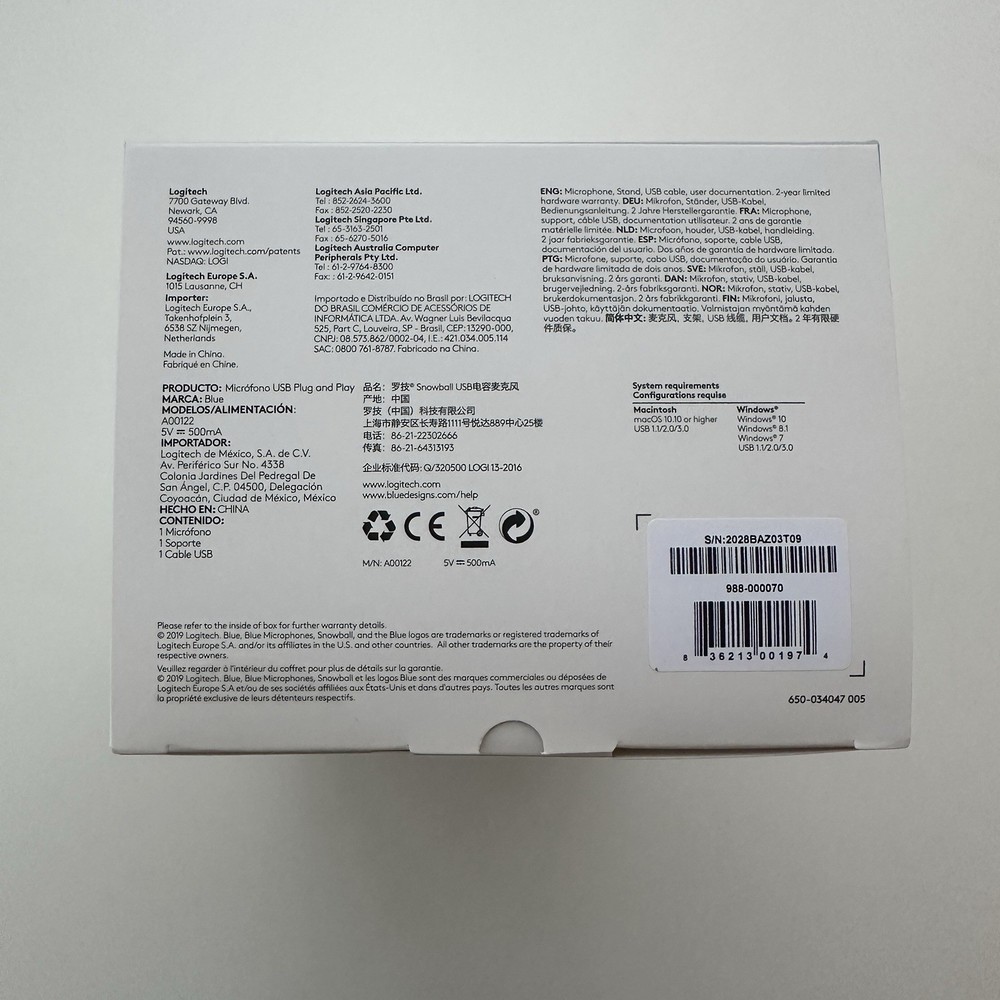 Logitech
7700 Gateway Blvd.
Newark, CA
94560-9998
USA
www.logitech.com
Pat.: www.logitech.com/patents
NASDAQ: LOGI
Logitech Europe S.A.
1015 Lausanne, CH
Importer:
Logitech Europe S.A.,
Takenhofplein 3,
6538 SZ Nijmegen,
Netherlands
Made in China.
Fabriqué en Chine.
Logitech Asia Pacific Ltd.
Tel : 852-2624-3600
Fax : 852-2520-2230
Logitech Singapore Pte Ltd.
Tel : 65-3163-2501
Fax : 65-6270-5016
Logitech Australia Computer
Peripherals Pty Ltd.
Tel : 61-2-9764-8300
Fax: 61-2-9642-0151
Importado e Distribuído no Brasil por: LOGITECH
DO BRASIL COMÉRCIO DE ACESSÓRIOS DE
INFORMÁTICA LTDA. Av. Wagner Luis Bevilacqua
525, Part C, Louveira, SP - Brasil, CEP: 13290-000,
CNPJ: 08.573.862/0002-04, I.E.: 421.034.005.114
SAC: 0800 761-8787. Fabricado na China.
ENG: Microphone, Stand, USB cable, user documentation. 2-year limited
hardware warranty. DEU: Mikrofon, Ständer, USB-Kabel,
Bedienungsanleitung. 2 Jahre Herstellergarantie. FRA: Microphone,
support, câble USB, documentation utilisateur. 2 ans de garantie
matérielle limitée. NLD: Microfoon, houder, USB-kabel, handleiding.
2 jaar fabrieksgarantie. ESP: Micrófono, soporte, cable USB,
documentación del usuario. Dos años de garantía de hardware limitada.
PTG: Microfone, suporte, cabo USB, documentação do usuário. Garantia
de hardware limitada de dois anos. SVE: Mikrofon, ställ, USB-kabel,
bruksanvisning. 2 års garanti. DAN: Mikrofon, stativ, USB-kabel,
brugervejledning. 2-års fabriksgaranti. NOR: Mikrofon, stativ, USB-kabel,
brukerdokumentasjon. 2 års fabrikkgaranti. FIN: Mikrofoni, jalusta,
USB-johto, käyttäjän dokumentaatio. Valmistajan myöntämä kahden
vuoden takuu. 简体中文: 麦克风, 支架, USB 线缆, 用户文档。2 年有限硬
件质保。
PRODUCTO: Micrófono USB Plug and Play
MARCA: Blue
MODELOS/ALIMENTACIÓN:
A00122
5V ⎓ 500mA
IMPORTADOR:
Logitech de México, S.A. de C.V.
Av. Periférico Sur No. 4338
Colonia Jardines Del Pedregal De
San Ángel, C.P. 04500, Delegación
Coyoacán, Ciudad de México, México
HECHO EN: CHINA
CONTENIDO:
1 Micrófono
1 Soporte
1 Cable USB
品名: 罗技® Snowball USB电容麦克风
产地: 中国
罗技（中国）科技有限公司
上海市静安区长寿路1111号悦达889中心25楼
电话: 86-21-22302666
传真: 86-21-64313193
企业标准代码: Q/320500 LOGI 13-2016
www.logitech.com
www.bluedesigns.com/help
CE
®
M/N: A00122 5V ⎓ 500mA
System requirements
Configurations requise
Macintosh
macOS 10.10 or higher
USB 1.1/2.0/3.0
Windows®
Windows® 10
Windows® 8.1
Windows® 7
USB 1.1/2.0/3.0
S/N:2028BAZ03T09
988-000070
8 36213 00197 4
650-034047 005
Please refer to the inside of box for further warranty details.
© 2019 Logitech. Blue, Blue Microphones, Snowball, and the Blue logos are trademarks or registered trademarks of
Logitech Europe S.A. and/or its affiliates in the U.S. and other countries. All other trademarks are the property of their
respective owners.
Veuillez regarder à l'intérieur du coffret pour plus de détails sur la garantie.
© 2019 Logitech. Blue, Blue Microphones, Snowball et les logos Blue sont des marques commerciales ou déposées de
Logitech Europe S.A et/ou de ses sociétés affiliées aux États-Unis et dans d'autres pays. Toutes les autres marques sont
la propriété exclusive de leurs détenteurs respectifs.